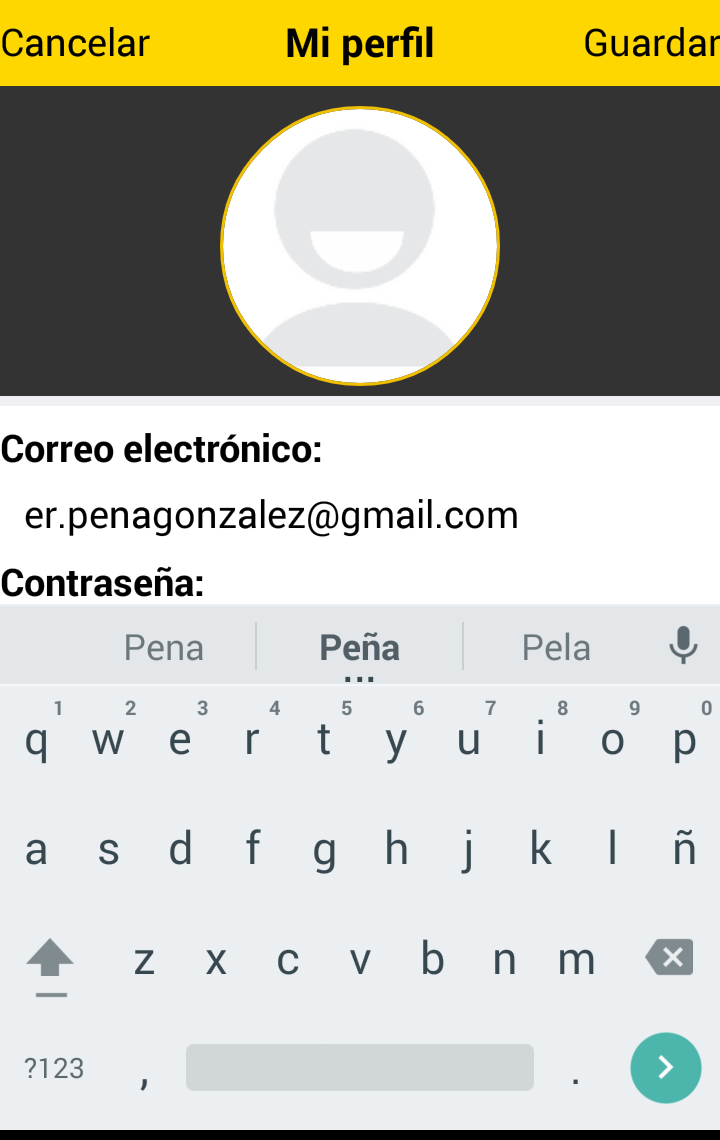 Cancelar Mi perfil Guardar
Correo electrónico:
er.penagonzalez@gmail.com
Contraseña:
Pena Peña Pela
...
1 2 3 4 5 6 7 8 9 0
q w e r t y u i o p
a s d f g h j k l ñ
z x c v b n m
?123 , .